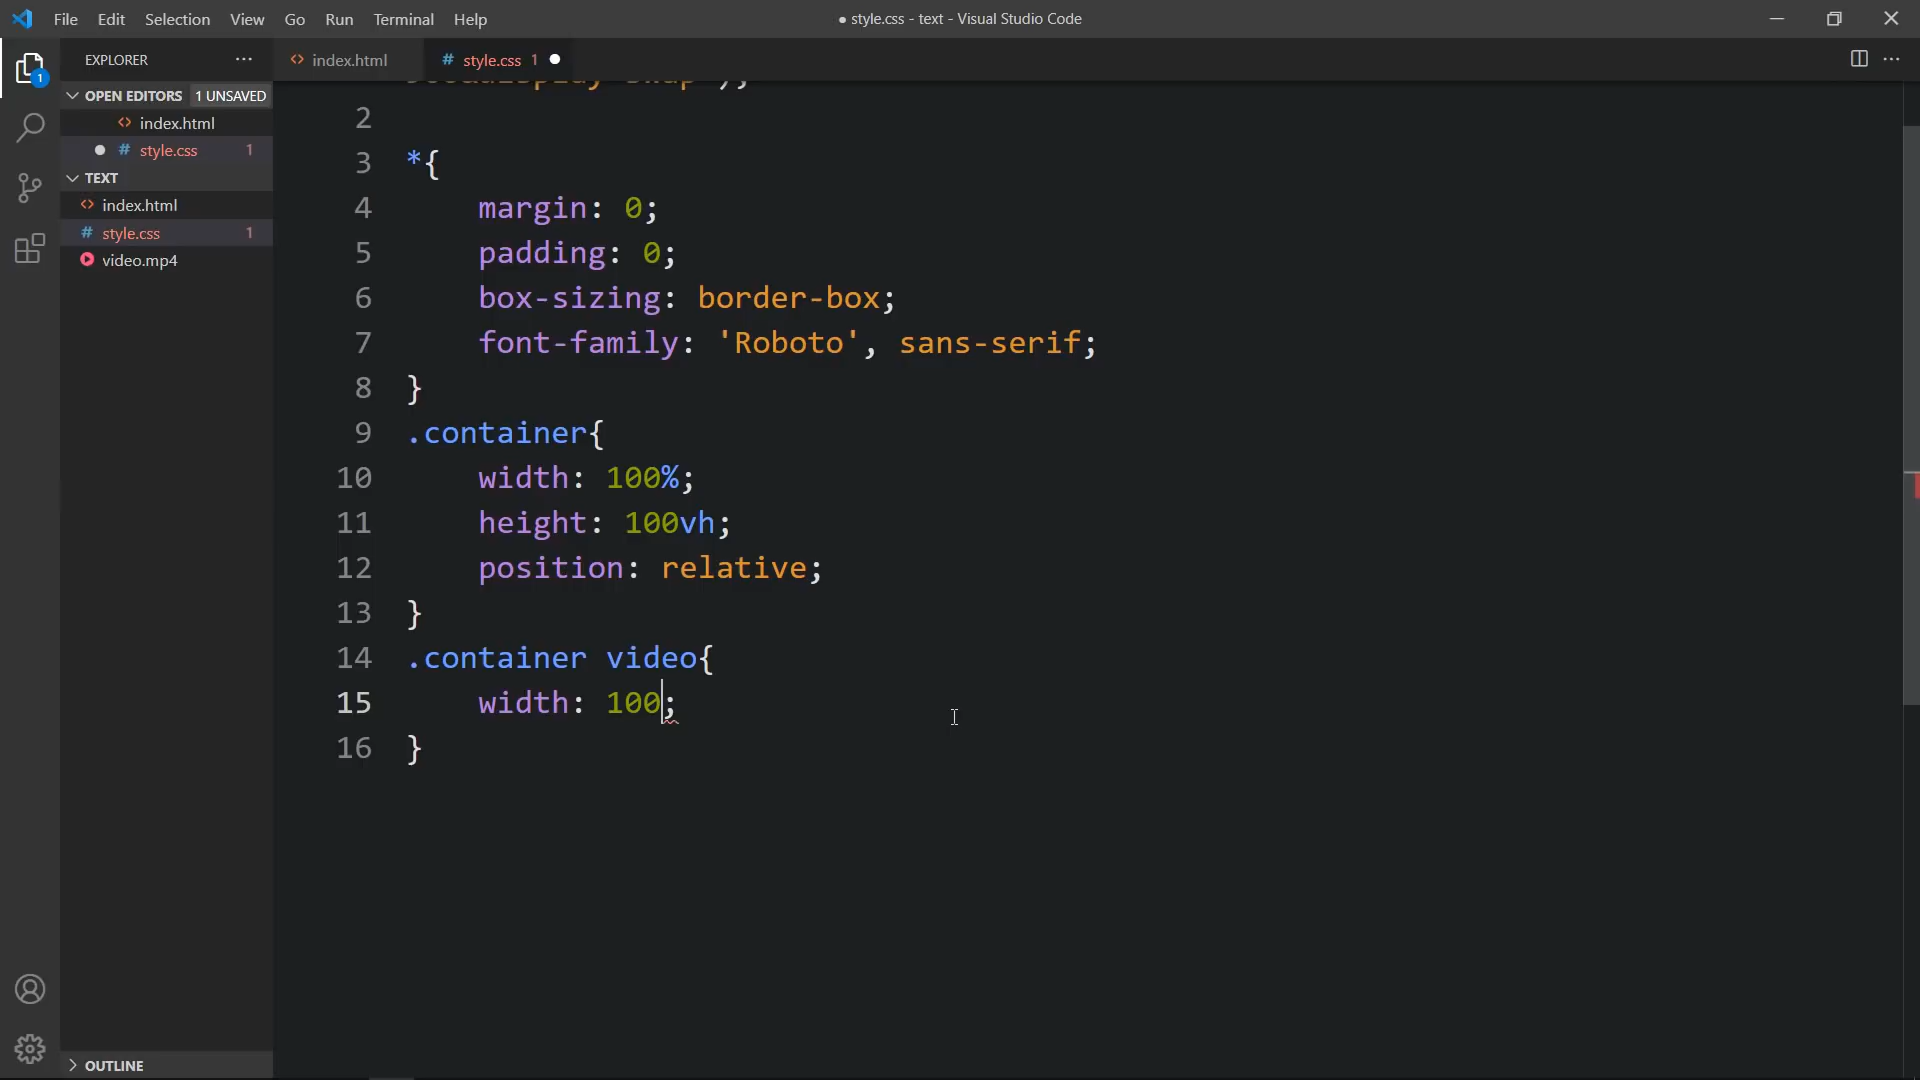 File Edit Selection View Go Run Terminal Help
● style.css - text - Visual Studio Code
EXPLORER ···
index.html
# style.css 1 ●
OPEN EDITORS 1 UNSAVED
index.html
● # style.css 1
TEXT
index.html
# style.css 1
video.mp4
OUTLINE
1
2
3 *{
4 margin: 0;
5 padding: 0;
6 box-sizing: border-box;
7 font-family: 'Roboto', sans-serif;
8 }
9 .container{
10 width: 100%;
11 height: 100vh;
12 position: relative;
13 }
14 .container video{
15 width: 100;
16 }